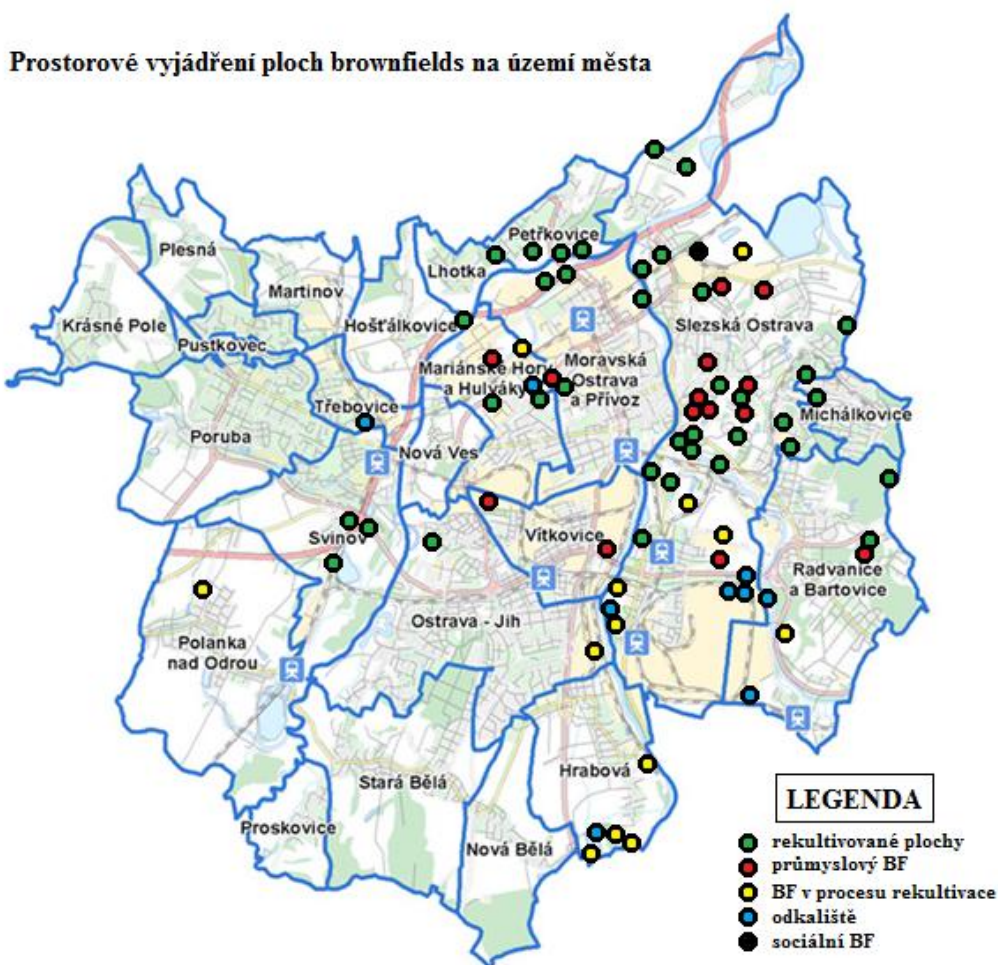 Prostorové vyjádření ploch brownfields na území města
Petřkovice
Plesná
Lhotka
Martinov
Hošťálkovice
Krásné Pole
Slezská Ostrava
Pustkovec
Mariánské Hory
a Hulváky
Moravská
Ostrava
a Přívoz
Třebovice
Michálkovice
Poruba
Nová Ves
Svinov
Vítkovice
Radvanice
a Bartovice
Ostrava - Jih
Polanka
nad Odrou
Hrabová
Stará Bělá
Proskovice
Nová Bělá
LEGENDA
rekultivované plochy
průmyslový BF
BF v procesu rekultivace
odkaliště
sociální BF